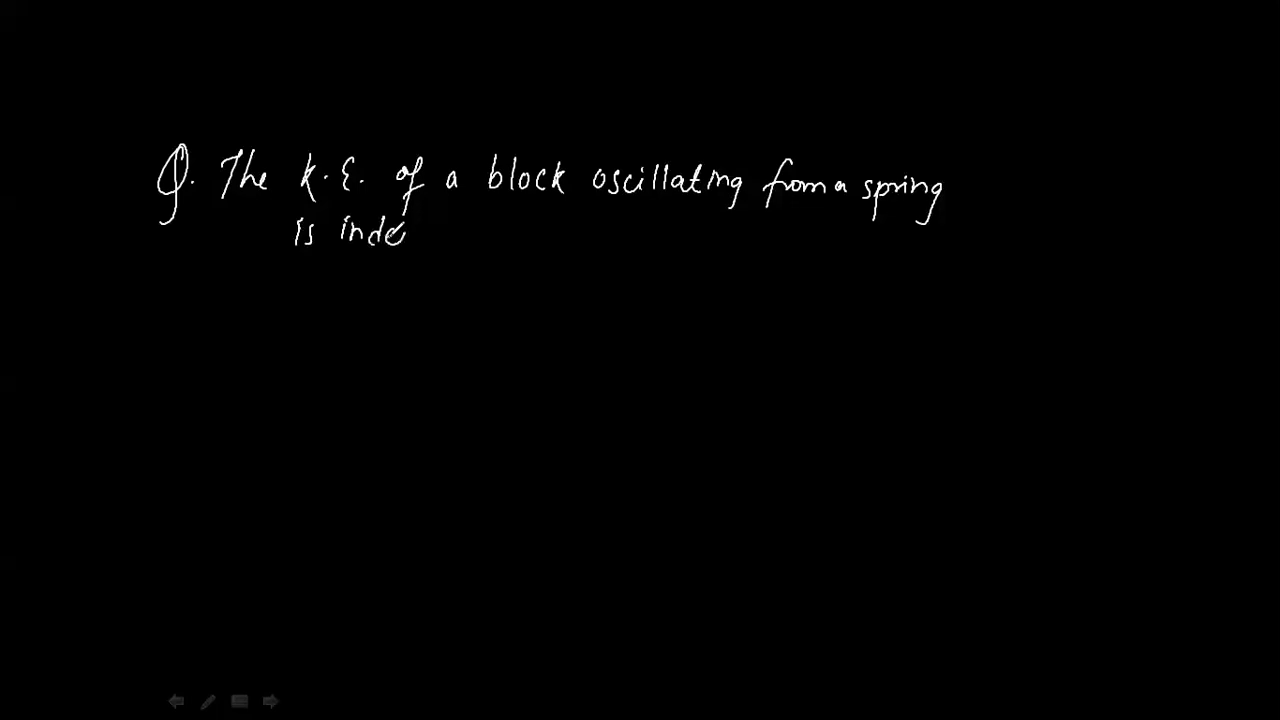 Q. The K.E. of a block oscillating from a spring
is inde